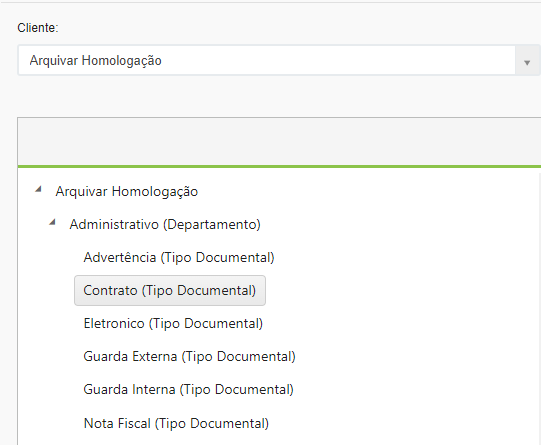 Cliente:
Arquivar Homologação
Arquivar Homologação
Administrativo (Departamento)
Advertência (Tipo Documental)
Contrato (Tipo Documental)
Eletronico (Tipo Documental)
Guarda Externa (Tipo Documental)
Guarda Interna (Tipo Documental)
Nota Fiscal (Tipo Documental)